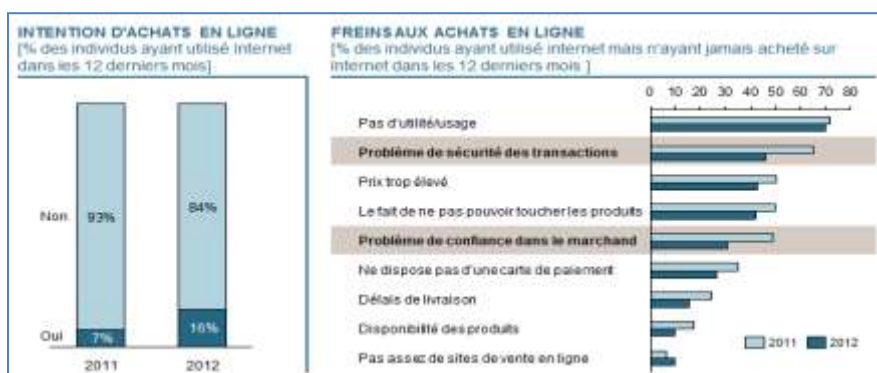 INTENTION D'ACHATS EN LIGNE
[% des individus ayant utilisé internet
dans les 12 derniers mois]
Non
93%
84%
Oui
7%
16%
2011
2012
FREINS AUX ACHATS EN LIGNE
[% des individus ayant utilisé internet mais n'ayant jamais acheté sur
internet dans les 12 derniers mois ]
0 10 20 30 40 50 60 70 80
Pas d'utilité/usage
Problème de sécurité des transactions
Prix trop élevé
Le fait de ne pas pouvoir toucher les produits
Problème de confiance dans le marchand
Ne dispose pas d'une carte de paiement
Délais de livraison
Disponibilité des produits
Pas assez de sites de vente en ligne
2011 2012